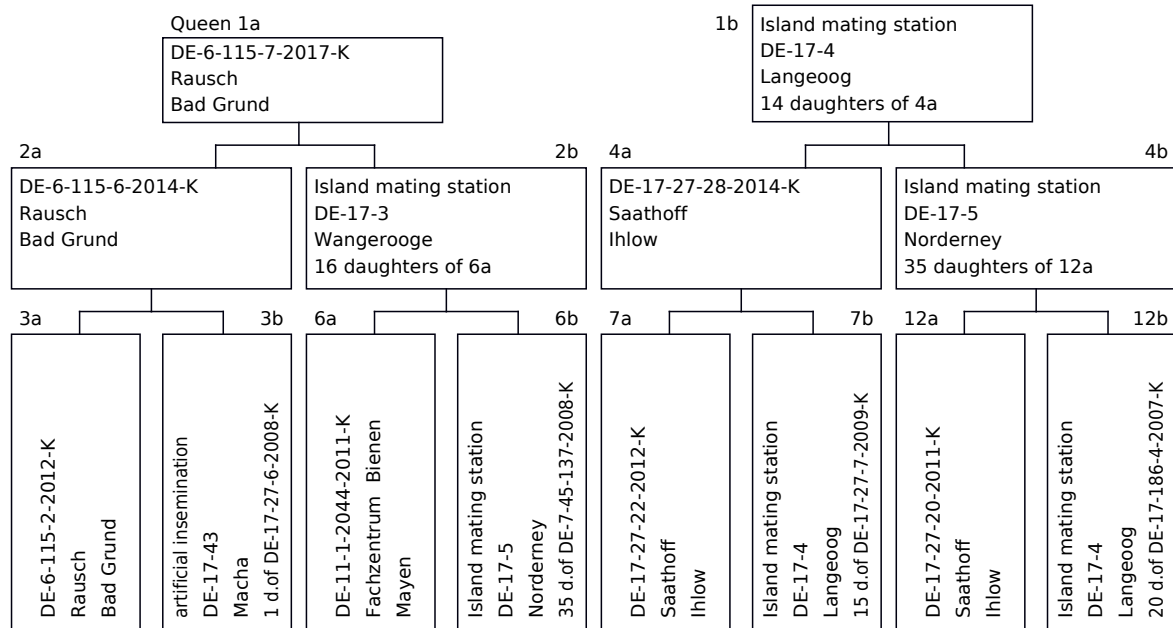 Queen 1a
DE-6-115-7-2017-K
Rausch
Bad Grund
1b
Island mating station
DE-17-4
Langeoog
14 daughters of 4a
2a
DE-6-115-6-2014-K
Rausch
Bad Grund
2b
Island mating station
DE-17-3
Wangerooge
16 daughters of 6a
4a
DE-17-27-28-2014-K
Saathoff
Ihlow
4b
Island mating station
DE-17-5
Norderney
35 daughters of 12a
3a
DE-6-115-2-2012-K
Rausch
Bad Grund
3b
artificial insemination
DE-17-43
Macha
1 d.of DE-17-27-6-2008-K
6a
DE-11-1-2044-2011-K
Fachzentrum Bienen
Mayen
6b
Island mating station
DE-17-5
Norderney
35 d.of DE-7-45-137-2008-K
7a
DE-17-27-22-2012-K
Saathoff
Ihlow
7b
Island mating station
DE-17-4
Langeoog
15 d.of DE-17-27-7-2009-K
12a
DE-17-27-20-2011-K
Saathoff
Ihlow
12b
Island mating station
DE-17-4
Langeoog
20 d.of DE-17-186-4-2007-K